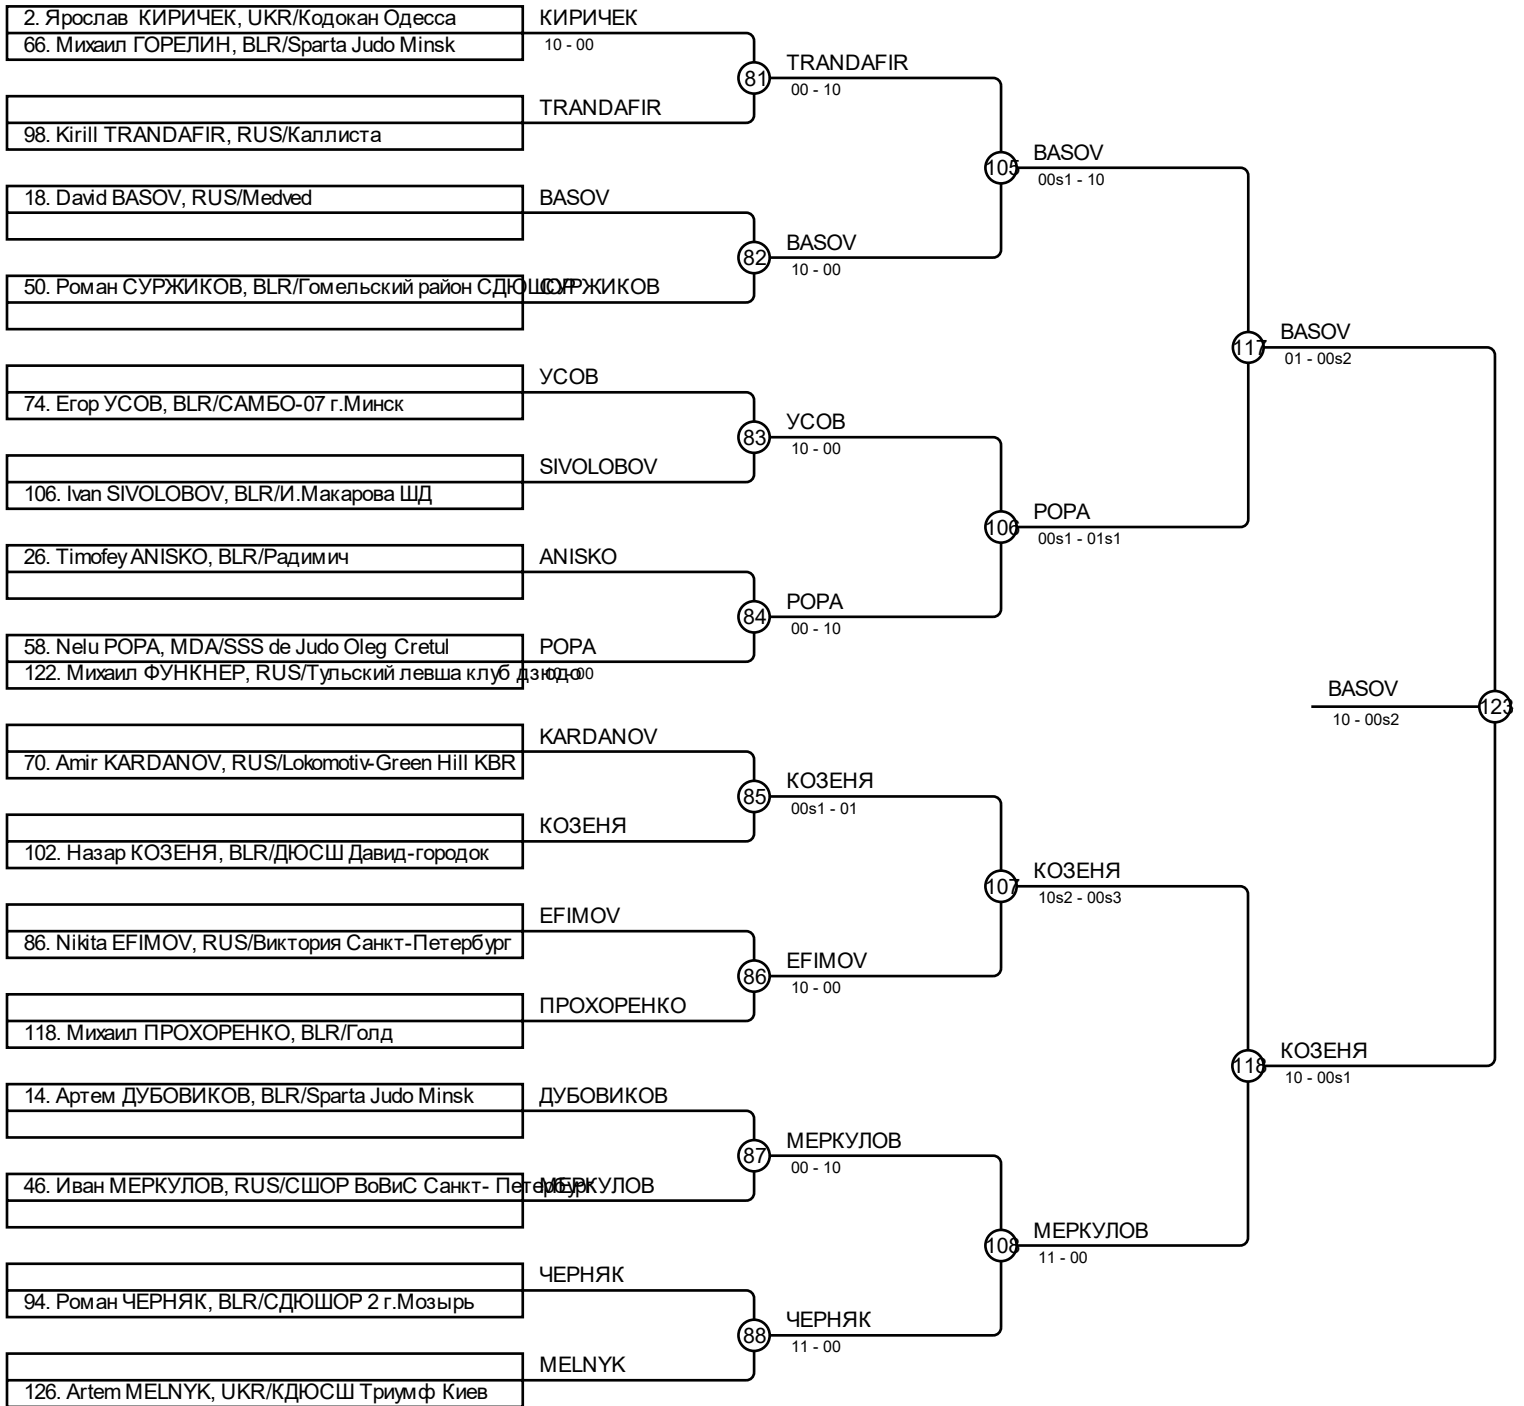 2. Ярослав КИРИЧЕК, UKR/Кодокан Одесса
66. Михаил ГОРЕЛИН, BLR/Sparta Judo Minsk
КИРИЧЕК
10 - 00
81
TRANDAFIR
00 - 10
TRANDAFIR
98. Kirill TRANDAFIR, RUS/Каллиста
105
BASOV
00s1 - 10
18. David BASOV, RUS/Medved
BASOV
82
BASOV
10 - 00
50. Роман СУРЖИКОВ, BLR/Гомельский район СДЮШОР
СУРЖИКОВ
117
BASOV
01 - 00s2
УСОВ
74. Егор УСОВ, BLR/САМБО-07 г.Минск
83
УСОВ
10 - 00
SIVOLOBOV
106. Ivan SIVOLOBOV, BLR/И.Макарова ШД
106
POPA
00s1 - 01s1
26. Timofey ANISKO, BLR/Радимич
ANISKO
84
POPA
00 - 10
58. Nelu POPA, MDA/SSS de Judo Oleg Cretul
POPA
122. Михаил ФУНКНЕР, RUS/Тульский левша клуб дзюдо
10 - 00
BASOV
10 - 00s2
123
KARDANOV
70. Amir KARDANOV, RUS/Lokomotiv-Green Hill KBR
85
КОЗЕНЯ
00s1 - 01
КОЗЕНЯ
102. Назар КОЗЕНЯ, BLR/ДЮСШ Давид-городок
107
КОЗЕНЯ
10s2 - 00s3
EFIMOV
86. Nikita EFIMOV, RUS/Виктория Санкт-Петербург
86
EFIMOV
10 - 00
ПРОХОРЕНКО
118. Михаил ПРОХОРЕНКО, BLR/Голд
118
КОЗЕНЯ
10 - 00s1
14. Артем ДУБОВИКОВ, BLR/Sparta Judo Minsk
ДУБОВИКОВ
87
МЕРКУЛОВ
00 - 10
46. Иван МЕРКУЛОВ, RUS/СШОР ВоВиС Санкт- Петербург
МЕРКУЛОВ
108
МЕРКУЛОВ
11 - 00
ЧЕРНЯК
94. Роман ЧЕРНЯК, BLR/СДЮШОР 2 г.Мозырь
88
ЧЕРНЯК
11 - 00
MELNYK
126. Artem MELNYK, UKR/КДЮСШ Триумф Киев